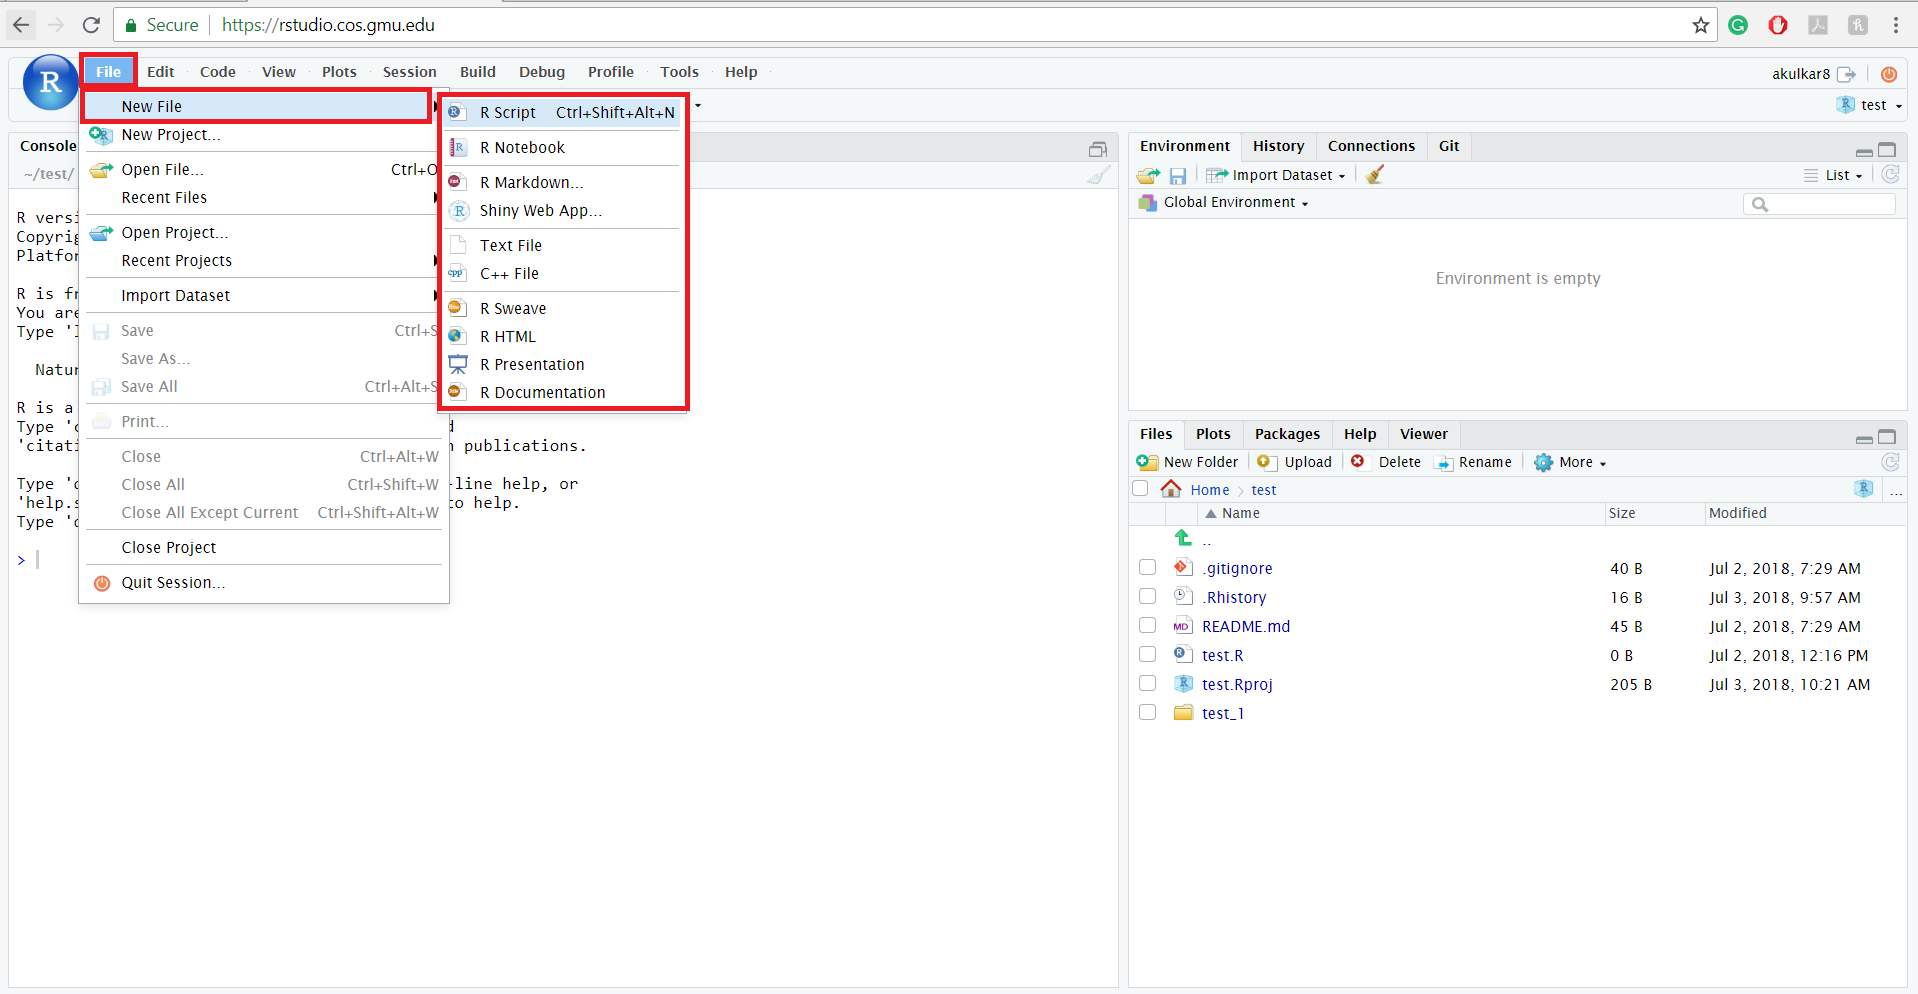 Secure https://rstudio.cos.gmu.edu
R
File Edit Code View Plots Session Build Debug Profile Tools Help
akulkar8
test
New File
New Project...
Open File... Ctrl+O
Recent Files
Open Project...
Recent Projects
Import Dataset
Save Ctrl+S
Save As...
Save All Ctrl+Alt+S
Print...
Close Ctrl+Alt+W
Close All Ctrl+Shift+W
Close All Except Current Ctrl+Shift+Alt+W
Close Project
Quit Session...
R Script Ctrl+Shift+Alt+N
R Notebook
R Markdown...
Shiny Web App...
Text File
C++ File
R Sweave
R HTML
R Presentation
R Documentation
Console
~/test/
R versi
Copyrig
Platfor
R is fr
You are
Type 'l
Natur
R is a
Type 'c
'citati publications.
Type 'd -line help, or
'help.s to help.
Type 'q
>
Environment History Connections Git
Import Dataset List
Global Environment
Environment is empty
Files Plots Packages Help Viewer
New Folder Upload Delete Rename More
Home test ...
Name Size Modified
..
.gitignore 40 B Jul 2, 2018, 7:29 AM
.Rhistory 16 B Jul 3, 2018, 9:57 AM
README.md 45 B Jul 2, 2018, 7:29 AM
test.R 0 B Jul 2, 2018, 12:16 PM
test.Rproj 205 B Jul 3, 2018, 10:21 AM
test_1